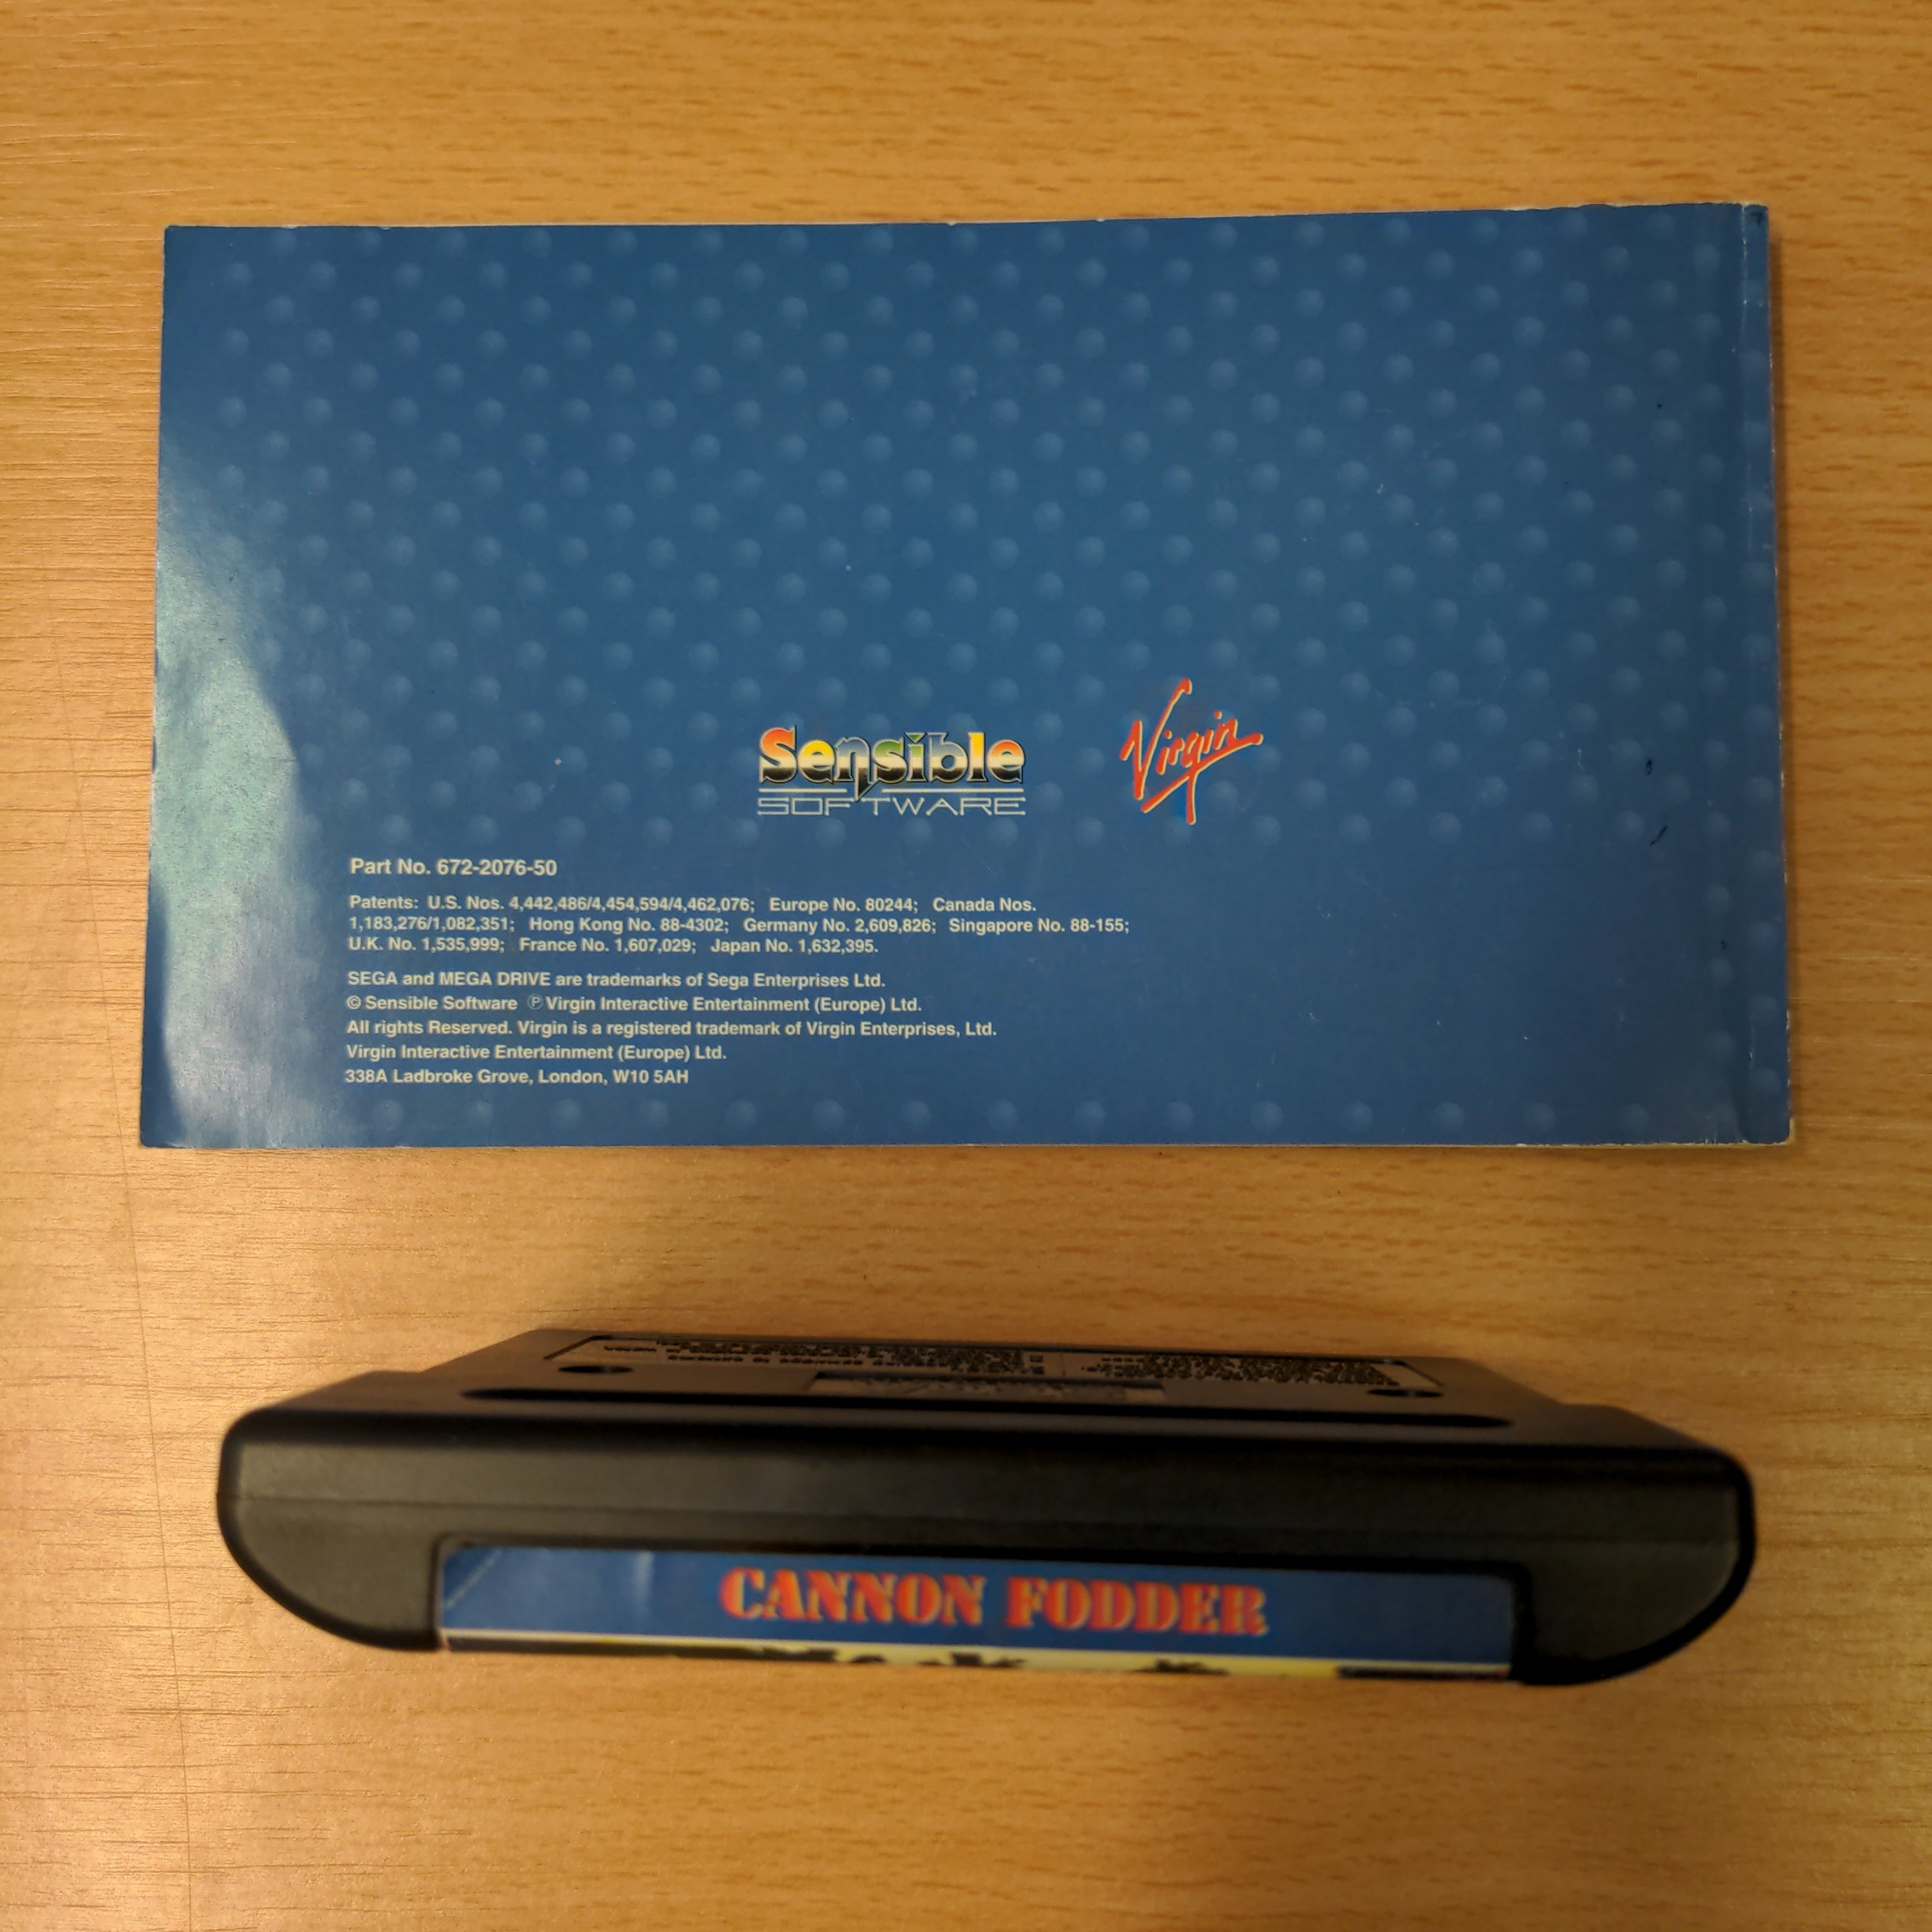 Sensible
SOFTWARE
Virgin
Part No. 672-2076-50
Patents: U.S. Nos. 4,442,486/4,454,594/4,462,076; Europe No. 80244; Canada Nos.
1,183,276/1,082,351; Hong Kong No. 88-4302; Germany No. 2,609,826; Singapore No. 88-155;
U.K. No. 1,535,999; France No. 1,607,029; Japan No. 1,632,395.
SEGA and MEGA DRIVE are trademarks of Sega Enterprises Ltd.
© Sensible Software ℗ Virgin Interactive Entertainment (Europe) Ltd.
All rights Reserved. Virgin is a registered trademark of Virgin Enterprises, Ltd.
Virgin Interactive Entertainment (Europe) Ltd.
338A Ladbroke Grove, London, W10 5AH
CANNON FODDER